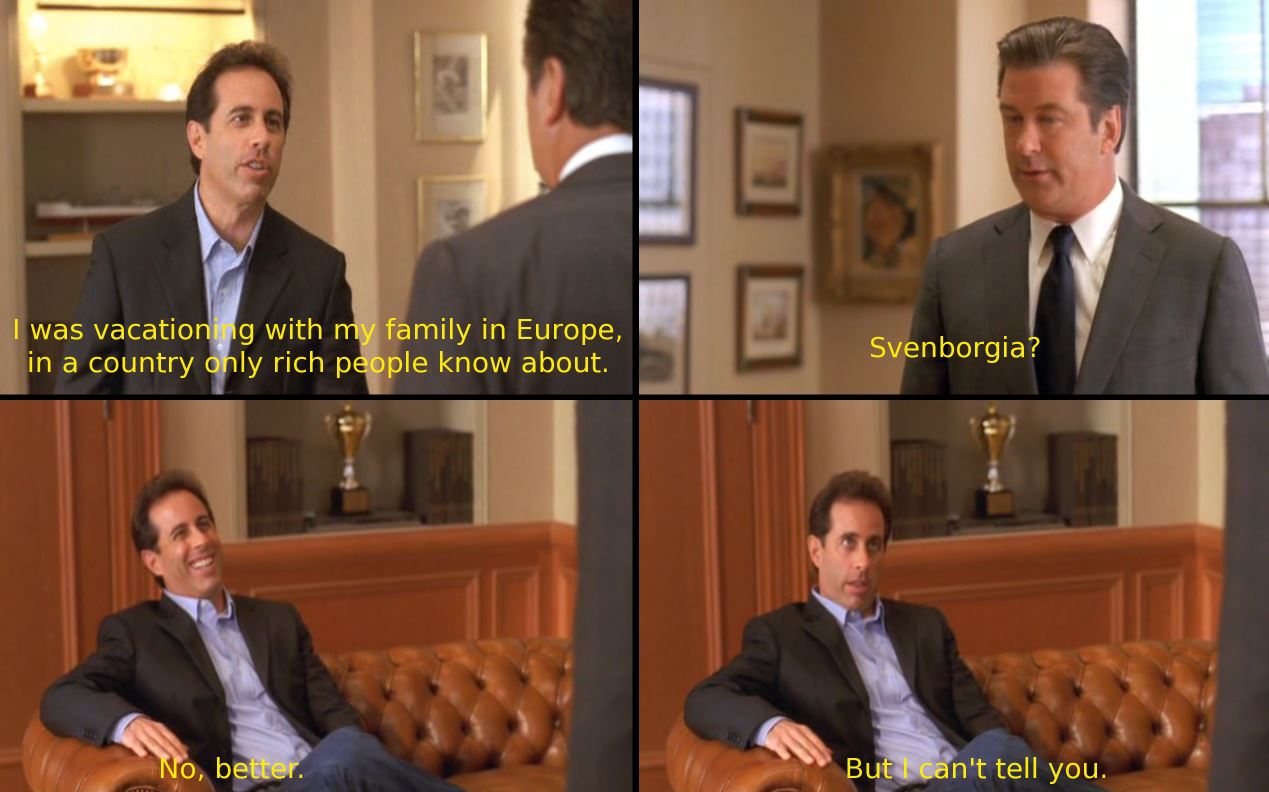 I was vacationing with my family in Europe,
in a country only rich people know about.
Svenborgia?
No, better.
But I can't tell you.